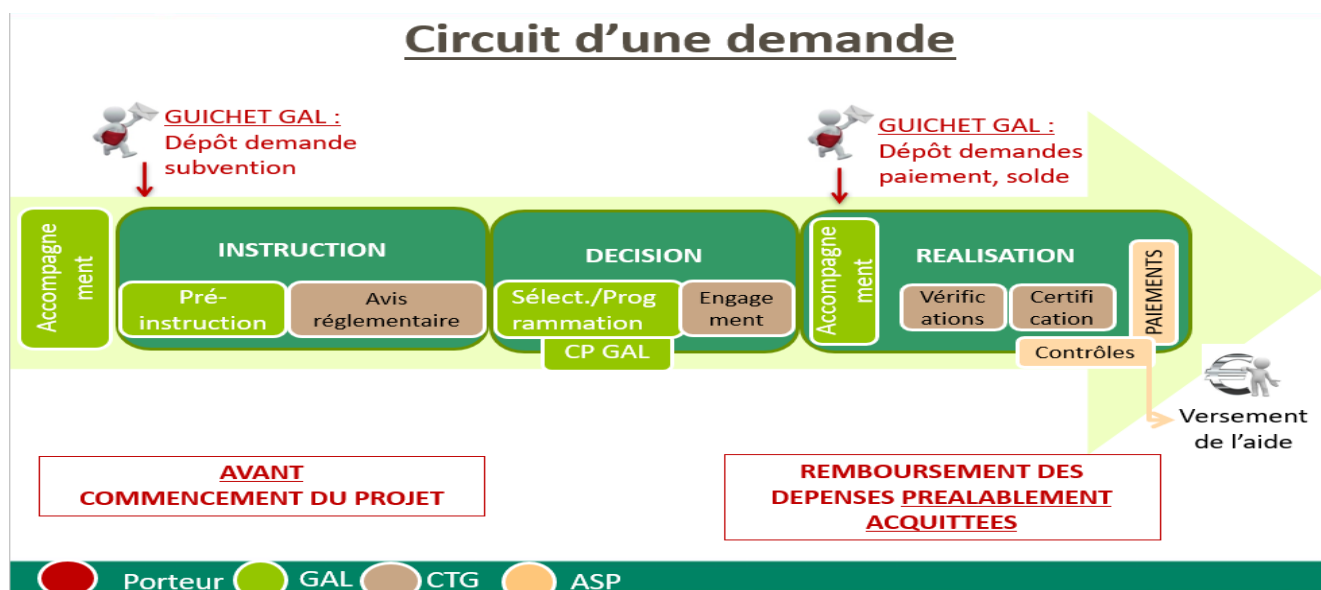 Circuit d’une demande
GUICHET GAL :
Dépôt demande
subvention
GUICHET GAL :
Dépôt demandes
paiement, solde
Accompagne
ment
INSTRUCTION
Pré-
instruction
Avis
réglementaire
DECISION
Sélect./Prog
rammation
Engage
ment
CP GAL
Accompagne
ment
REALISATION
Vérific
ations
Certifi
cation
PAIEMENTS
Contrôles
Versement
de l’aide
AVANT
COMMENCEMENT DU PROJET
REMBOURSEMENT DES
DEPENSES PREALABLEMENT
ACQUITTEES
Porteur
GAL
CTG
ASP